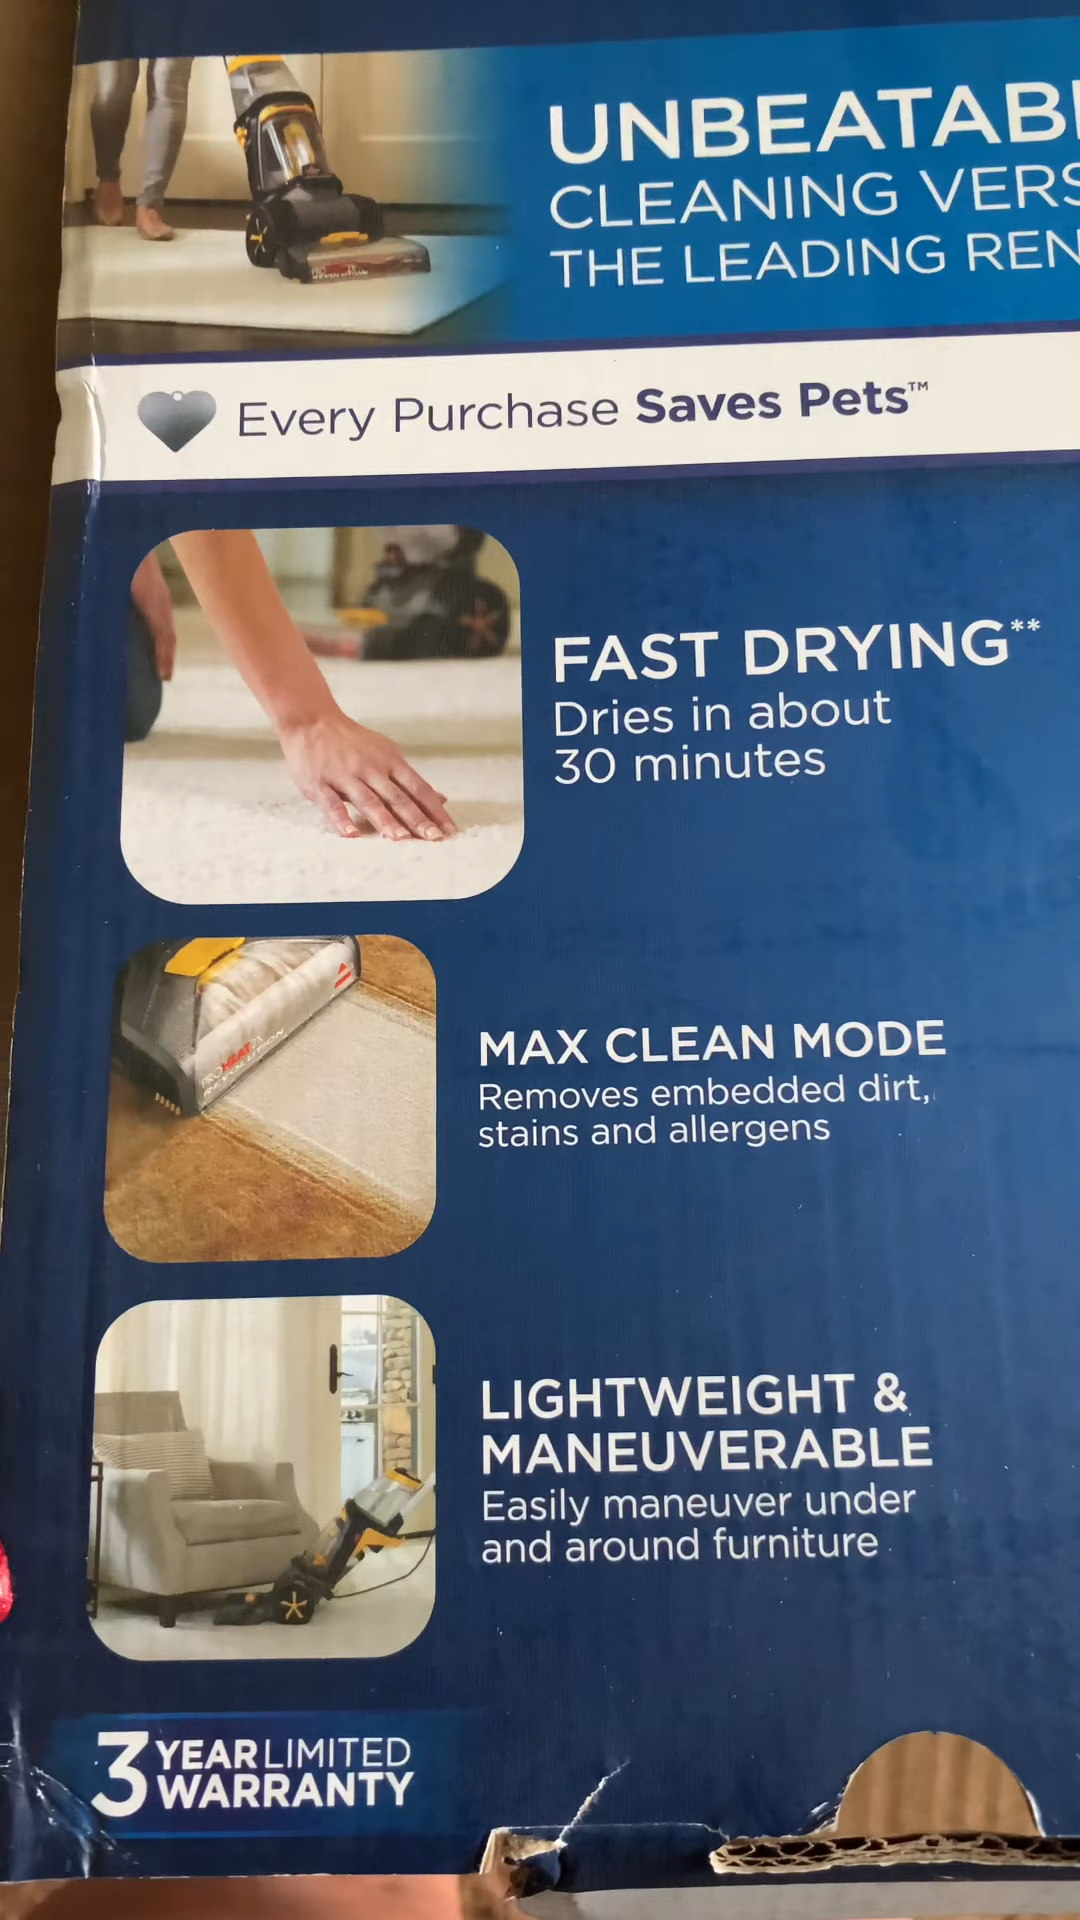 UNBEATAB
CLEANING VERS
THE LEADING REN
Every Purchase Saves Pets™
FAST DRYING**
Dries in about
30 minutes
PROHEAT
REVOLUTION
MAX CLEAN MODE
Removes embedded dirt,
stains and allergens
LIGHTWEIGHT &
MANEUVERABLE
Easily maneuver under
and around furniture
3 YEAR LIMITED
WARRANTY